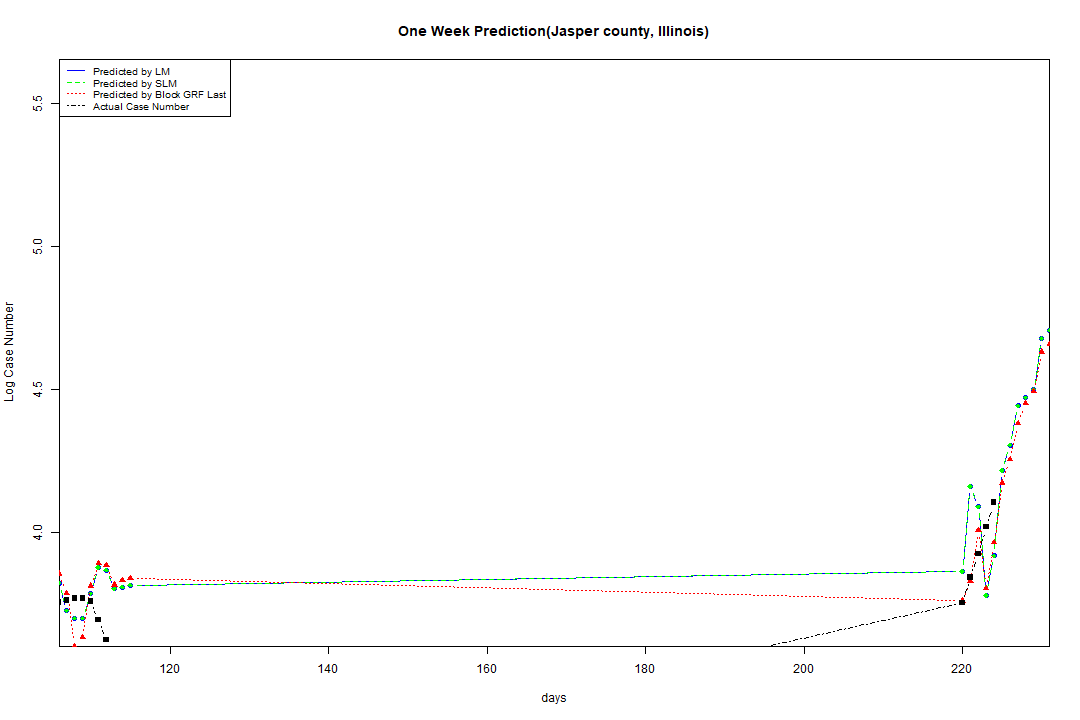 One Week Prediction(Jasper county, Illinois)
Predicted by LM
Predicted by SLM
Predicted by Block GRF Last
Actual Case Number
5.5
5.0
4.5
4.0
Log Case Number
120 140 160 180 200 220
days